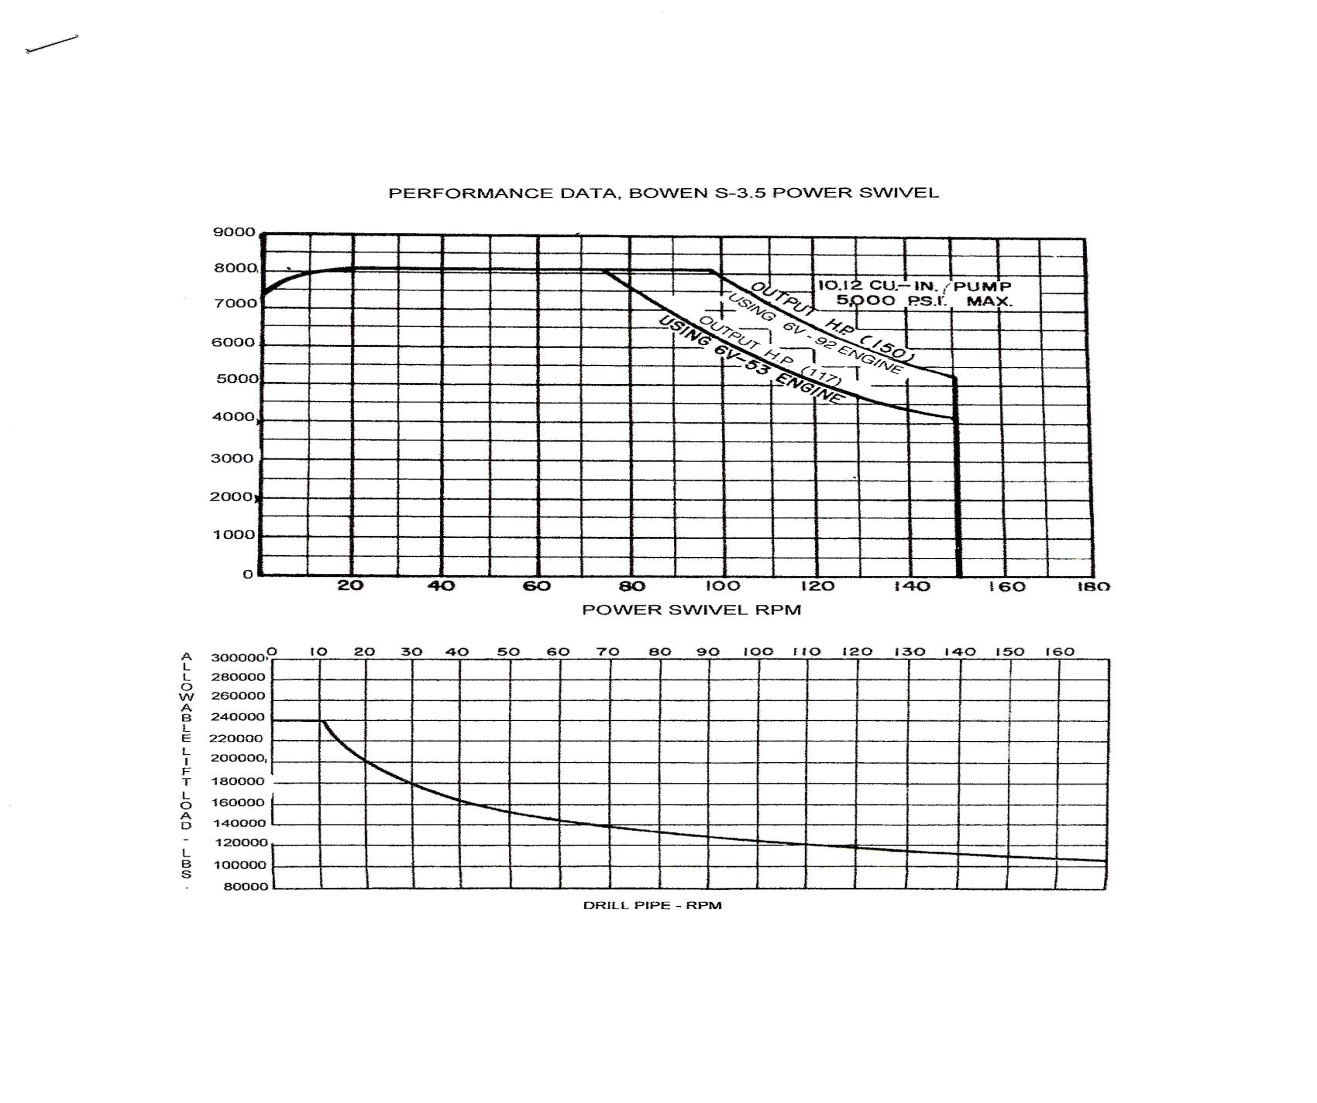 PERFORMANCE DATA, BOWEN S-3.5 POWER SWIVEL
9000
8000
7000
6000
5000
4000
3000
2000
1000
0
10.12 CU.-IN. PUMP
5,000 P.S.I. MAX.
OUTPUT H.P. (150)
USING 6V-92 ENGINE
OUTPUT H.P. (117)
USING 6V-53 ENGINE
20 40 60 80 100 120 140 160 180
POWER SWIVEL RPM
0 10 20 30 40 50 60 70 80 90 100 110 120 130 140 150 160
ALLOWABLE LIFT LOAD - LBS.
300000
280000
260000
240000
220000
200000
180000
160000
140000
120000
100000
80000
DRILL PIPE - RPM